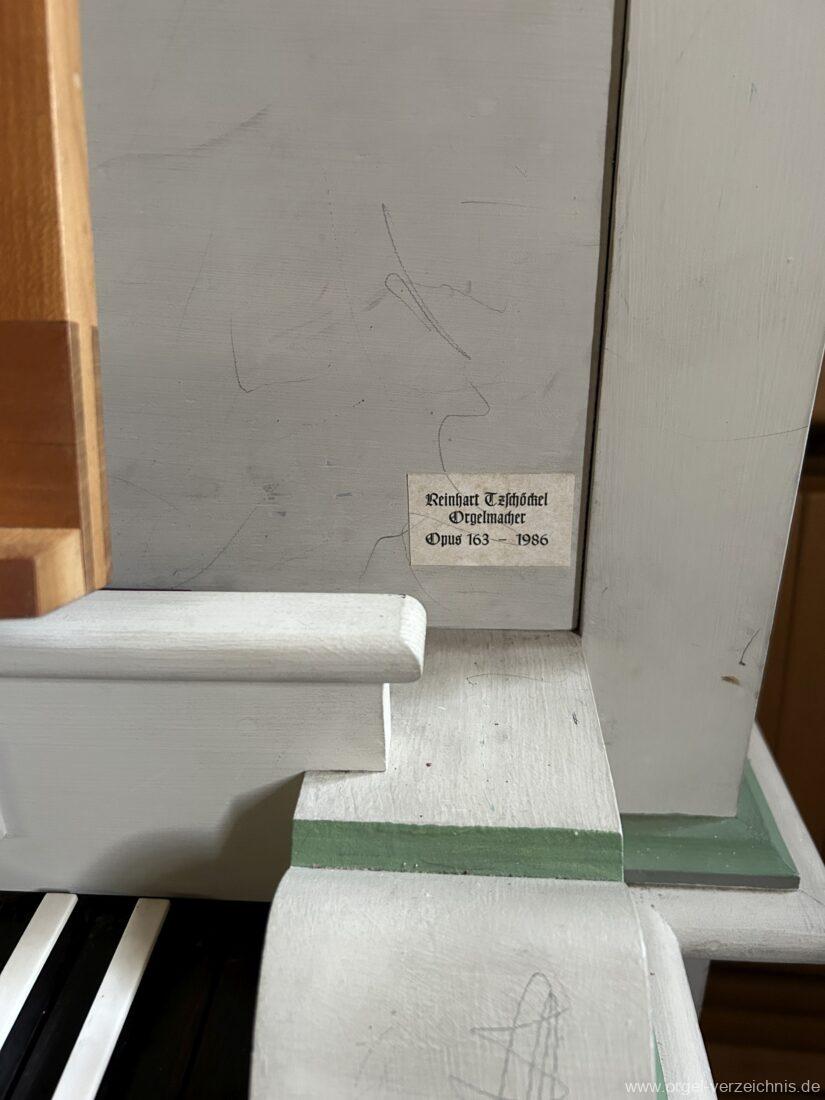 Reinhart Tzschöckel
Orgelmacher
Opus 163 – 1986
www.orgel-verzeichnis.de